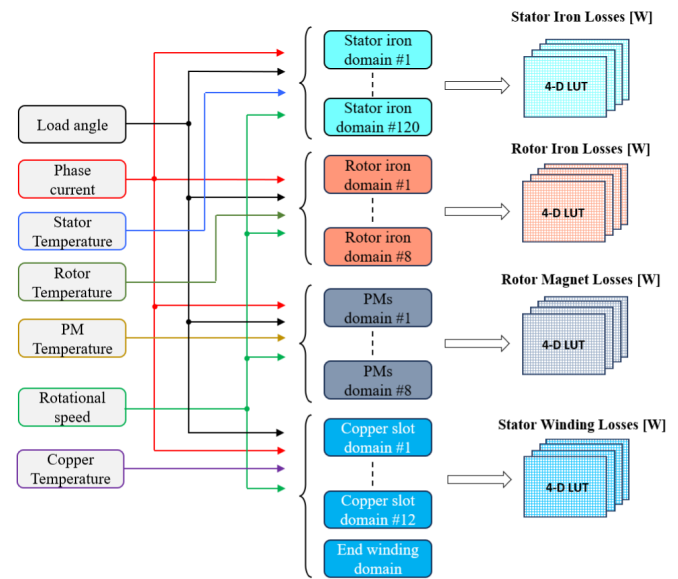 Load angle
Phase
current
Stator
Temperature
Rotor
Temperature
PM
Temperature
Rotational
speed
Copper
Temperature
Stator iron
domain #1
Stator iron
domain #120
Rotor iron
domain #1
Rotor iron
domain #8
PMs
domain #1
PMs
domain #8
Copper slot
domain #1
Copper slot
domain #12
End winding
domain
Stator Iron Losses [W]
4-D LUT
Rotor Iron Losses [W]
4-D LUT
Rotor Magnet Losses [W]
4-D LUT
Stator Winding Losses [W]
4-D LUT